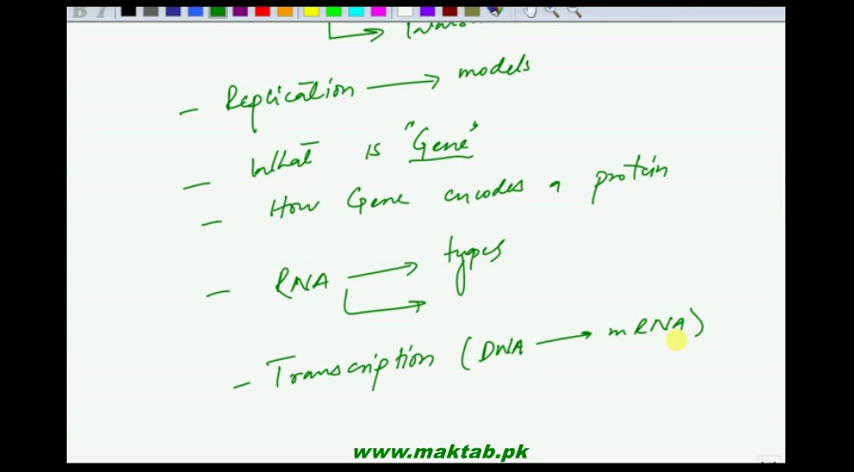 - Replication → models
- What is "Gene"
- How Gene encodes a protein
- RNA → types
- Transcription (DNA → mRNA)
www.maktab.pk